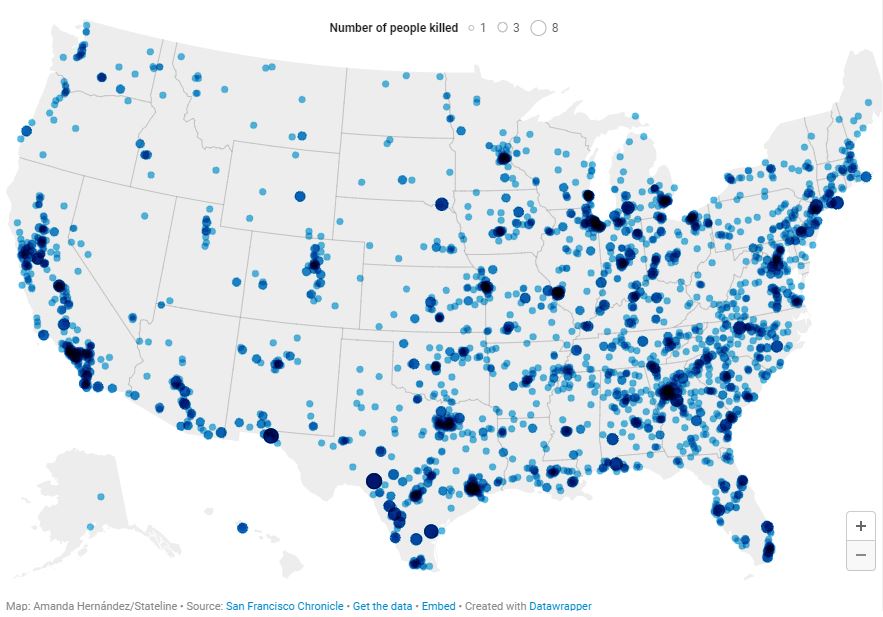 Number of people killed 1 3 8
+
−
Map: Amanda Hernández/Stateline • Source: San Francisco Chronicle • Get the data • Embed • Created with Datawrapper